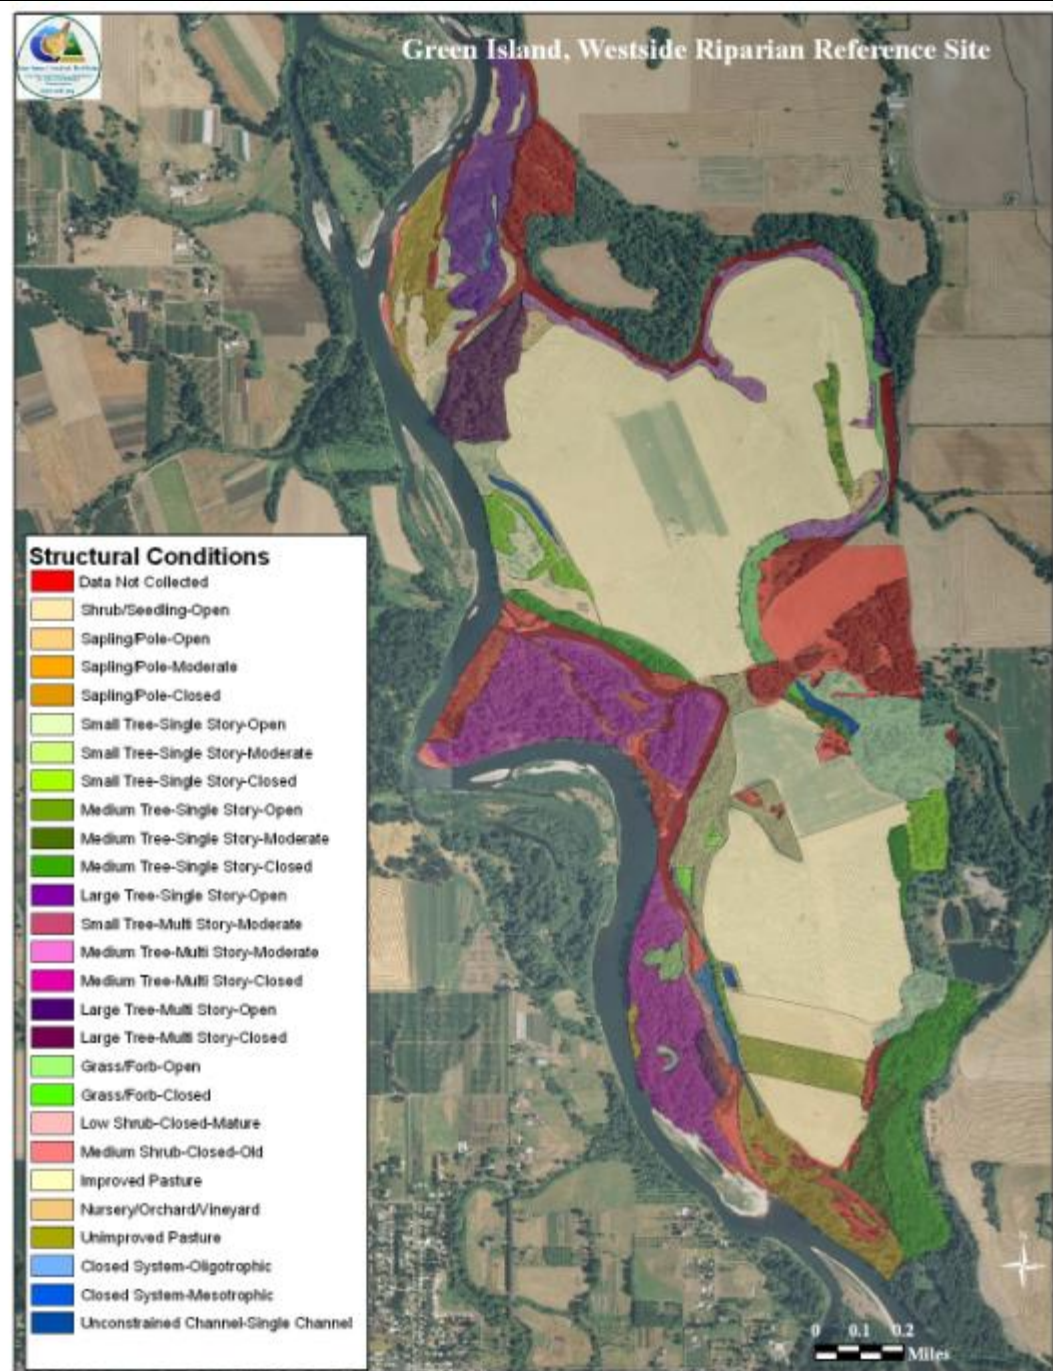 Green Island, Westside Riparian Reference Site
Structural Conditions
Data Not Collected
Shrub/Seedling-Open
Sapling/Pole-Open
Sapling/Pole-Moderate
Sapling/Pole-Closed
Small Tree-Single Story-Open
Small Tree-Single Story-Moderate
Small Tree-Single Story-Closed
Medium Tree-Single Story-Open
Medium Tree-Single Story-Moderate
Medium Tree-Single Story-Closed
Large Tree-Single Story-Open
Small Tree-Multi Story-Moderate
Medium Tree-Multi Story-Moderate
Medium Tree-Multi Story-Closed
Large Tree-Multi Story-Open
Large Tree-Multi Story-Closed
Grass/Forb-Open
Grass/Forb-Closed
Low Shrub-Closed-Mature
Medium Shrub-Closed-Old
Improved Pasture
Nursery/Orchard/Vineyard
Unimproved Pasture
Closed System-Oligotrophic
Closed System-Mesotrophic
Unconstrained Channel-Single Channel
0 0.1 0.2
Miles